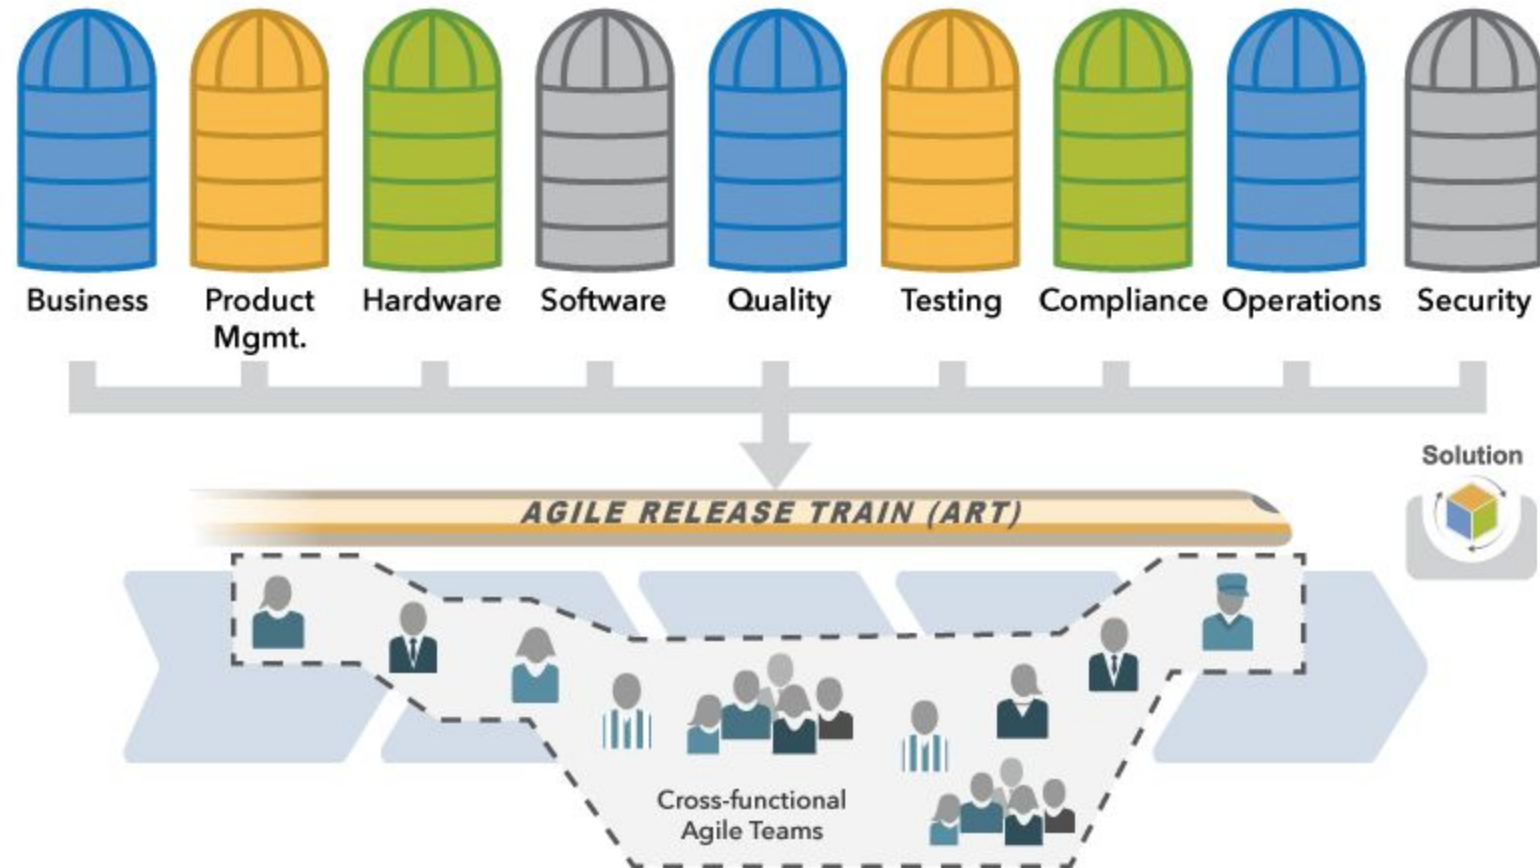 Business
Product
Mgmt.
Hardware
Software
Quality
Testing
Compliance
Operations
Security
Solution
AGILE RELEASE TRAIN (ART)
Cross-functional
Agile Teams